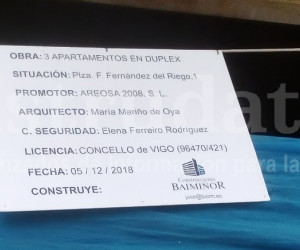 OBRA: 3 APARTAMENTOS EN DUPLEX
SITUACIÓN: Plza. F. Fernández del Riego,1
PROMOTOR: AREOSA 2008, S. L.
ARQUITECTO: María Mariño de Oya
C. SEGURIDAD: Elena Ferreiro Rodríguez
LICENCIA: CONCELLO de VIGO (96470/421)
FECHA: 05 / 12 / 2018
CONSTRUYE:
Construcciones
BAIMINOR